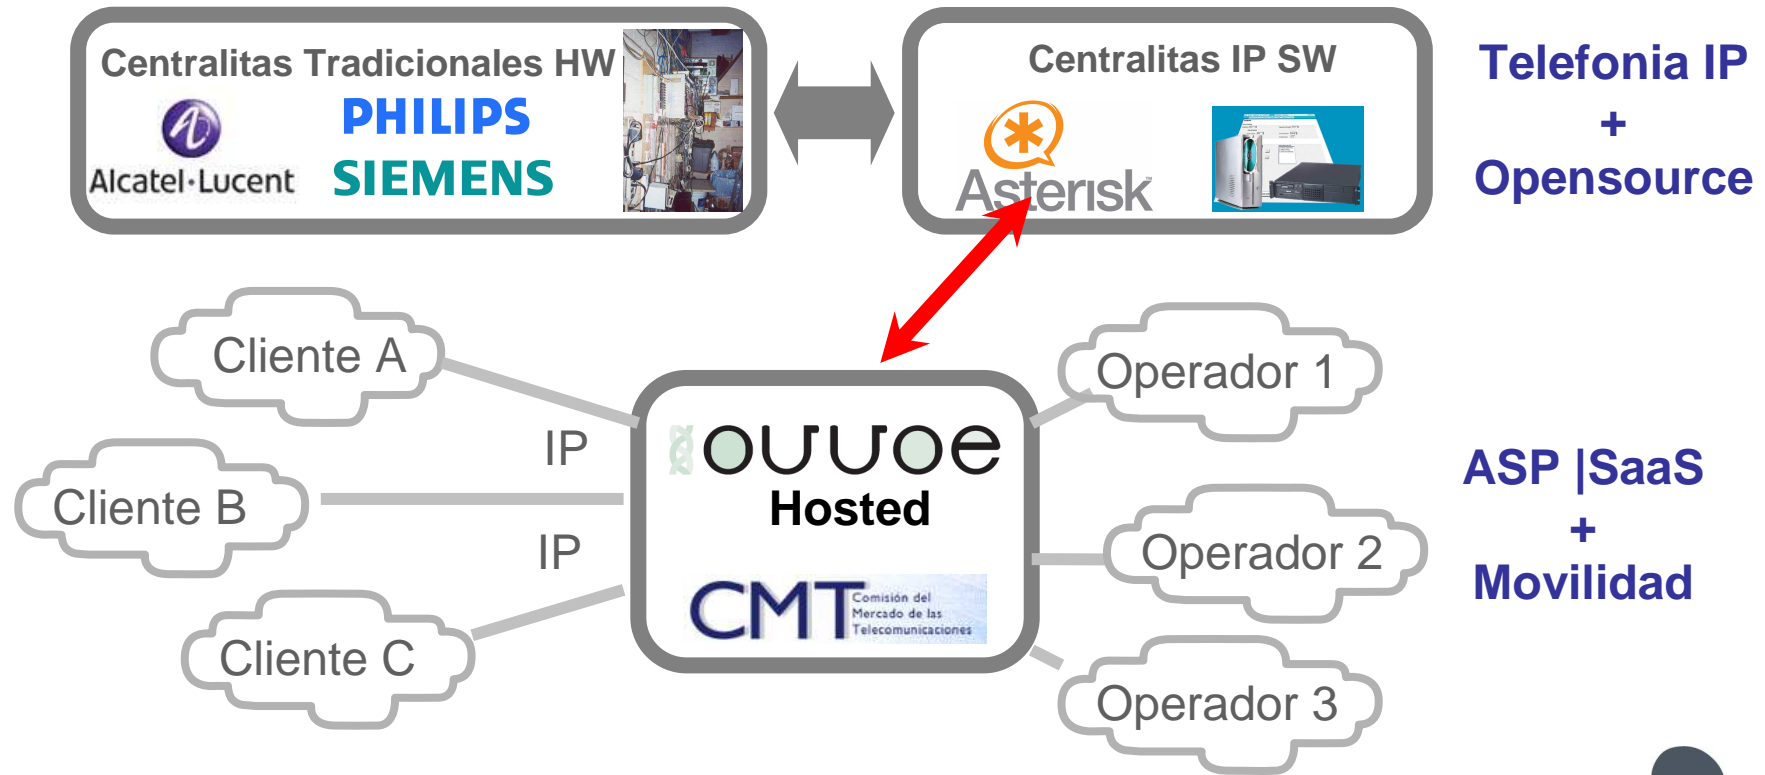 Centralitas Tradicionales HW
Alcatel·Lucent
PHILIPS
SIEMENS
Centralitas IP SW
Asterisk™
Telefonia IP
+
Opensource
Cliente A
Cliente B
Cliente C
IP
IP
ouuoe
Hosted
CMT
Comisión del
Mercado de las
Telecomunicaciones
Operador 1
Operador 2
Operador 3
ASP |SaaS
+
Movilidad